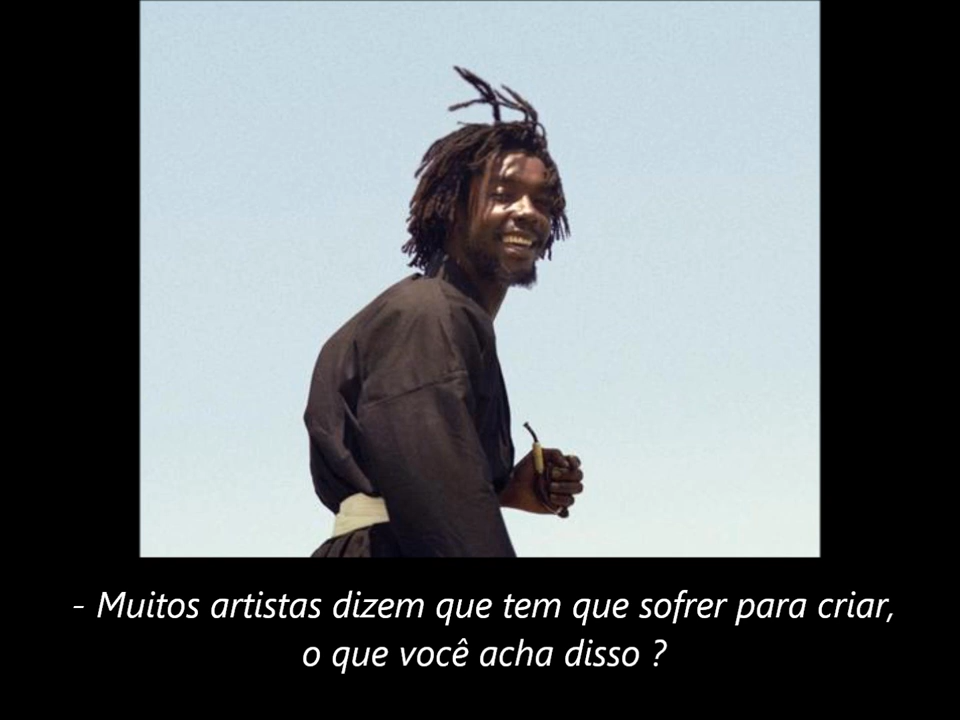 - Muitos artistas dizem que tem que sofrer para criar,
o que você acha disso ?